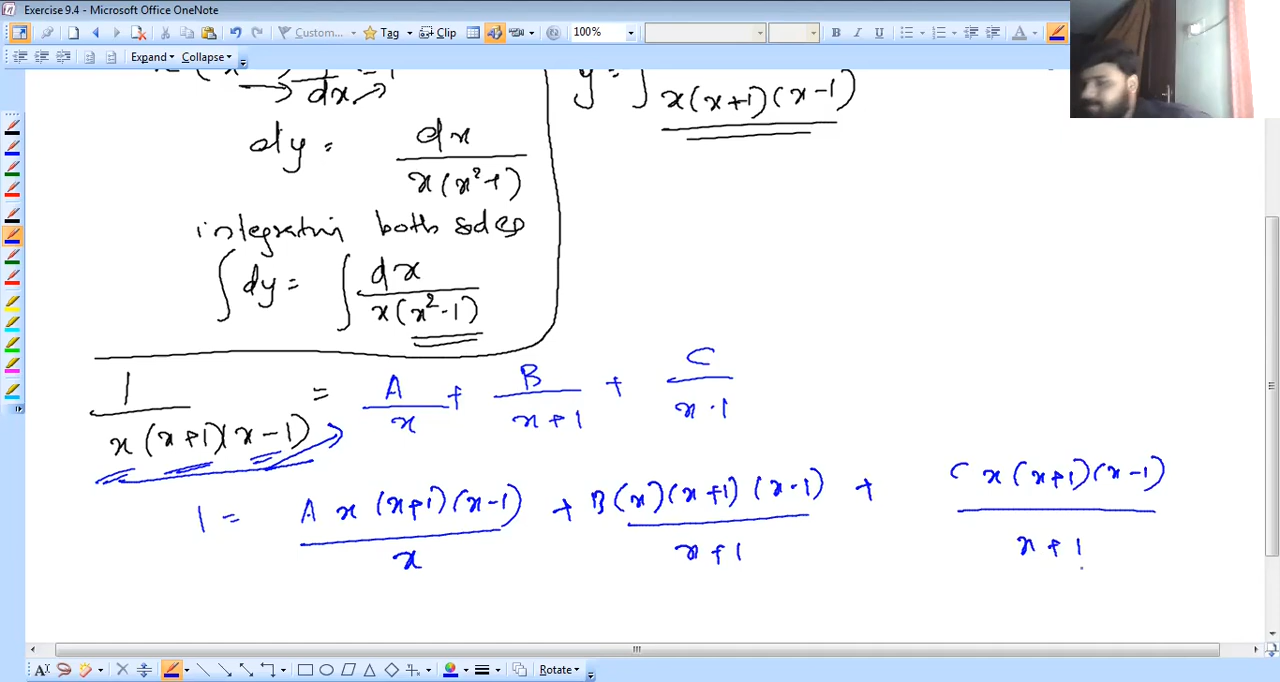 Exercise 9.4 - Microsoft Office OneNote
Custom... Tag Clip 100% B I U A
Expand Collapse
dx
dy = dx / x(x²-1)
integratin both sides
∫ dy = ∫ dx / x(x²-1)
y = ∫ / x(x+1)(x-1)
1 / x(x+1)(x-1) = A / x + B / x+1 + C / x-1
1 = A x (x+1)(x-1) / x + B(x)(x+1)(x-1) / x+1 + C x(x+1)(x-1) / x+1
A Rotate